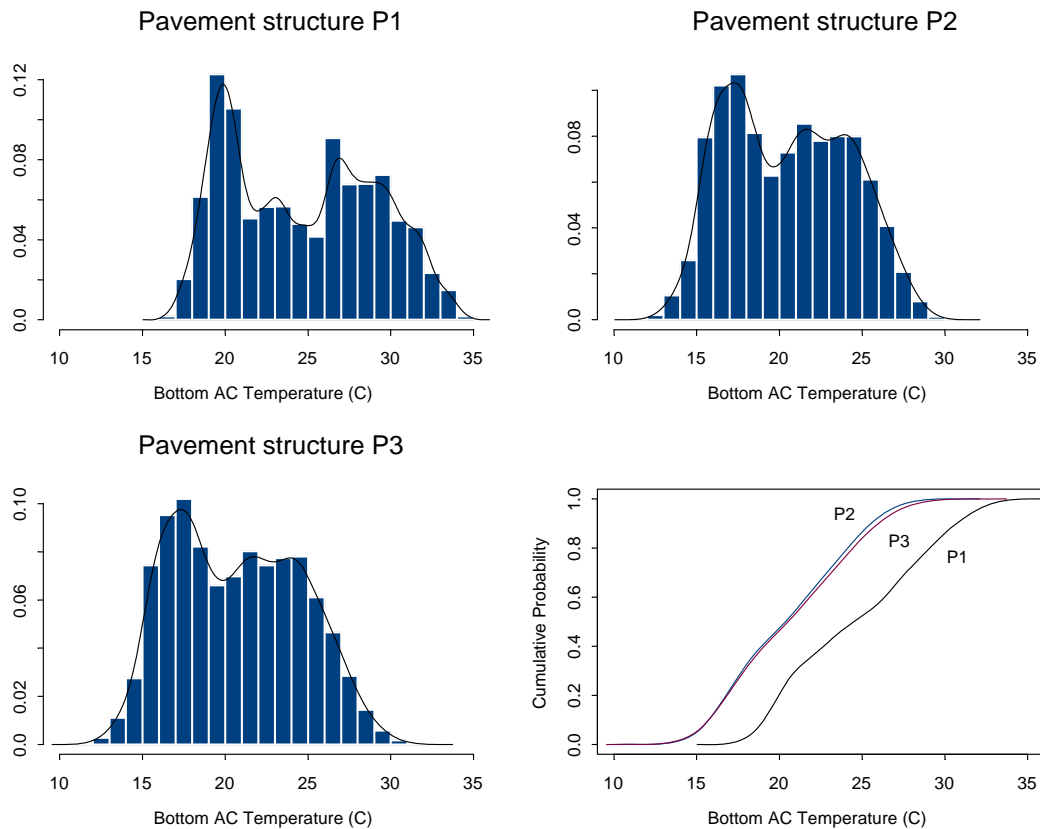 Pavement structure P1
0.12
0.08
0.04
0.0
10 15 20 25 30 35
Bottom AC Temperature (C)
Pavement structure P2
0.08
0.04
0.0
10 15 20 25 30 35
Bottom AC Temperature (C)
Pavement structure P3
0.10
0.06
0.02
0.0
10 15 20 25 30 35
Bottom AC Temperature (C)
Cumulative Probability
1.0
0.8
0.6
0.4
0.2
0.0
P2
P3
P1
10 15 20 25 30 35
Bottom AC Temperature (C)